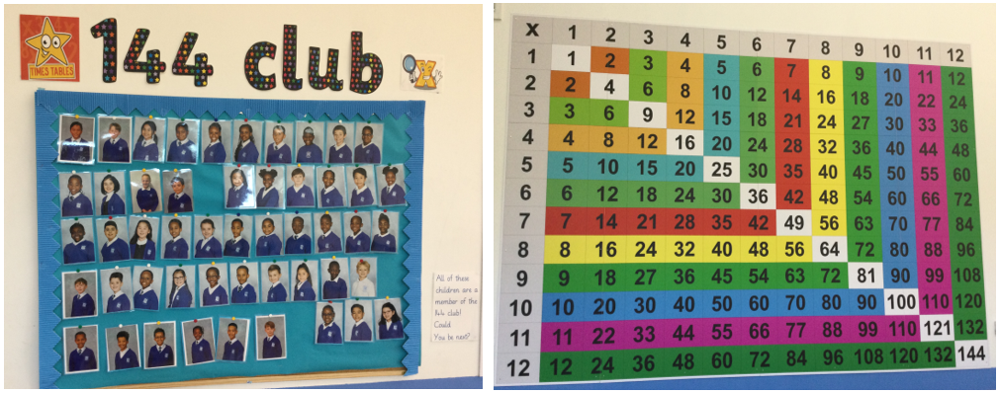 144 club
TIMES TABLES
X
All of these
children are a
member of the
144 club!
Could
You be next?
X 1 2 3 4 5 6 7 8 9 10 11 12
1 1 2 3 4 5 6 7 8 9 10 11 12
2 2 4 6 8 10 12 14 16 18 20 22 24
3 3 6 9 12 15 18 21 24 27 30 33 36
4 4 8 12 16 20 24 28 32 36 40 44 48
5 5 10 15 20 25 30 35 40 45 50 55 60
6 6 12 18 24 30 36 42 48 54 60 66 72
7 7 14 21 28 35 42 49 56 63 70 77 84
8 8 16 24 32 40 48 56 64 72 80 88 96
9 9 18 27 36 45 54 63 72 81 90 99 108
10 10 20 30 40 50 60 70 80 90 100 110 120
11 11 22 33 44 55 66 77 88 99 110 121 132
12 12 24 36 48 60 72 84 96 108 120 132 144